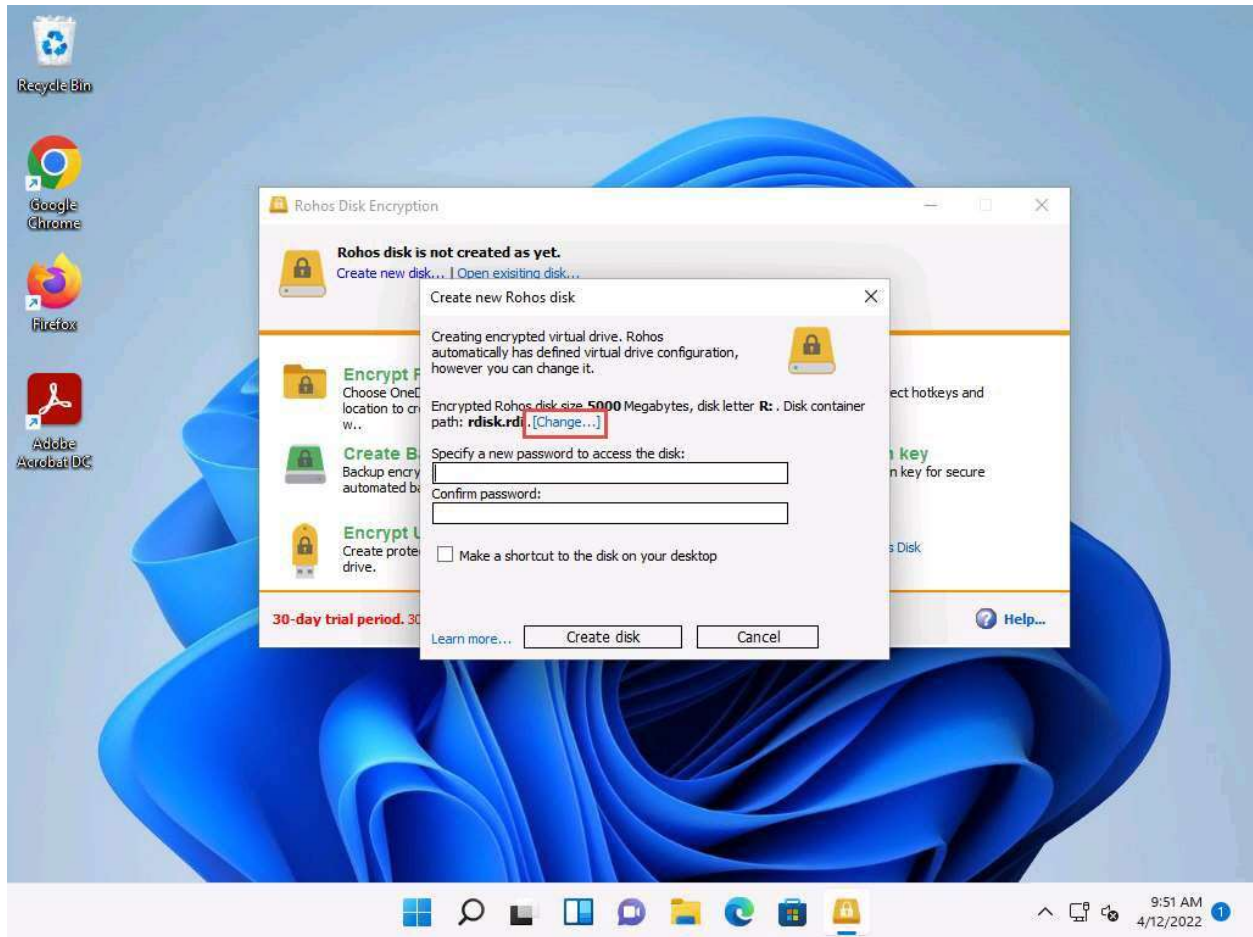 Recycle Bin
Google
Chrome
Firefox
Adobe
Acrobat DC
Rohos Disk Encryption
Rohos disk is not created as yet.
Create new disk... | Open exisiting disk...
Encrypt F
Choose OneD
location to cr
w..
Create B
Backup encry
automated ba
Encrypt U
Create prote
drive.
30-day trial period. 30
Create new Rohos disk
Creating encrypted virtual drive. Rohos
automatically has defined virtual drive configuration,
however you can change it.
Encrypted Rohos disk size 5000 Megabytes, disk letter R: . Disk container
path: rdisk.rdi .[Change...]
Specify a new password to access the disk:
Confirm password:
Make a shortcut to the disk on your desktop
Learn more...
Create disk
Cancel
ect hotkeys and
n key
n key for secure
s Disk
Help...
9:51 AM
4/12/2022
1